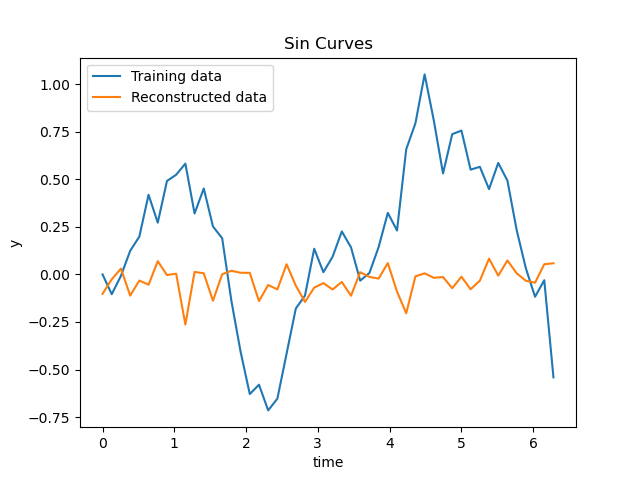 Sin Curves
Training data
Reconstructed data
1.00
0.75
0.50
0.25
0.00
−0.25
−0.50
−0.75
y
0 1 2 3 4 5 6
time